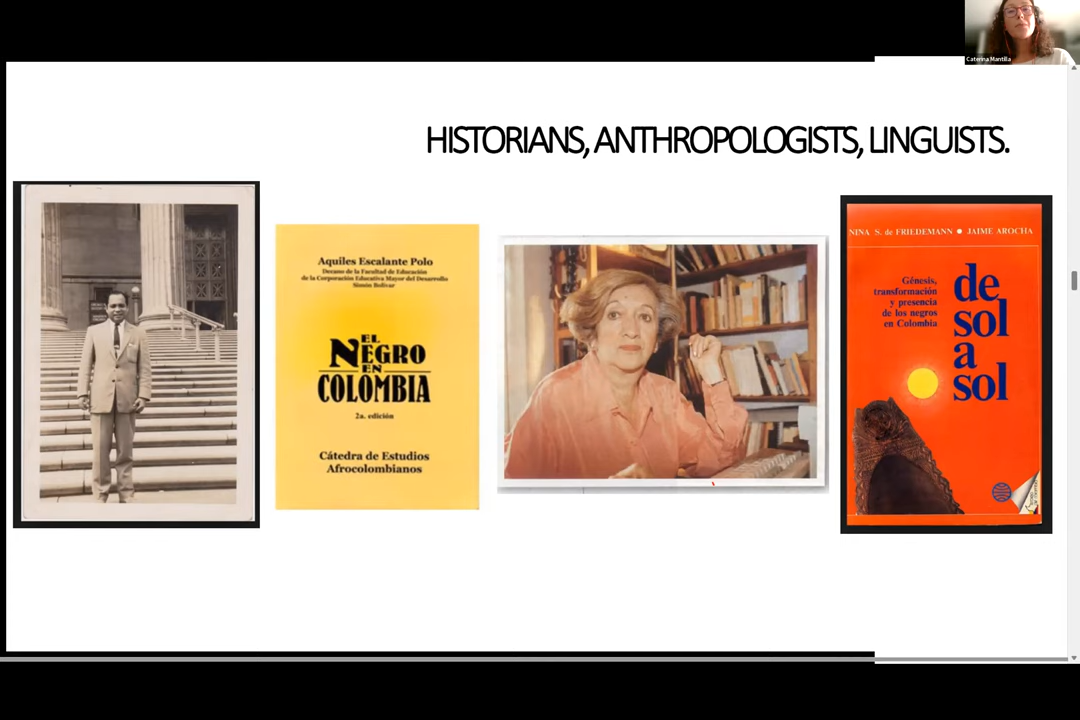 Caterina Mantilla
HISTORIANS, ANTHROPOLOGISTS, LINGUISTS.
Aquiles Escalante Polo
Decano de la Facultad de Educación
de la Corporación Educativa Mayor del Desarrollo
Simón Bolívar
EL
NEGRO
EN
COLOMBIA
2a. edición
Cátedra de Estudios
Afrocolombianos
NINA S. de FRIEDEMANN ● JAIME AROCHA
Génesis,
transformación
y presencia
de los negros
en Colombia
de
sol
a
sol